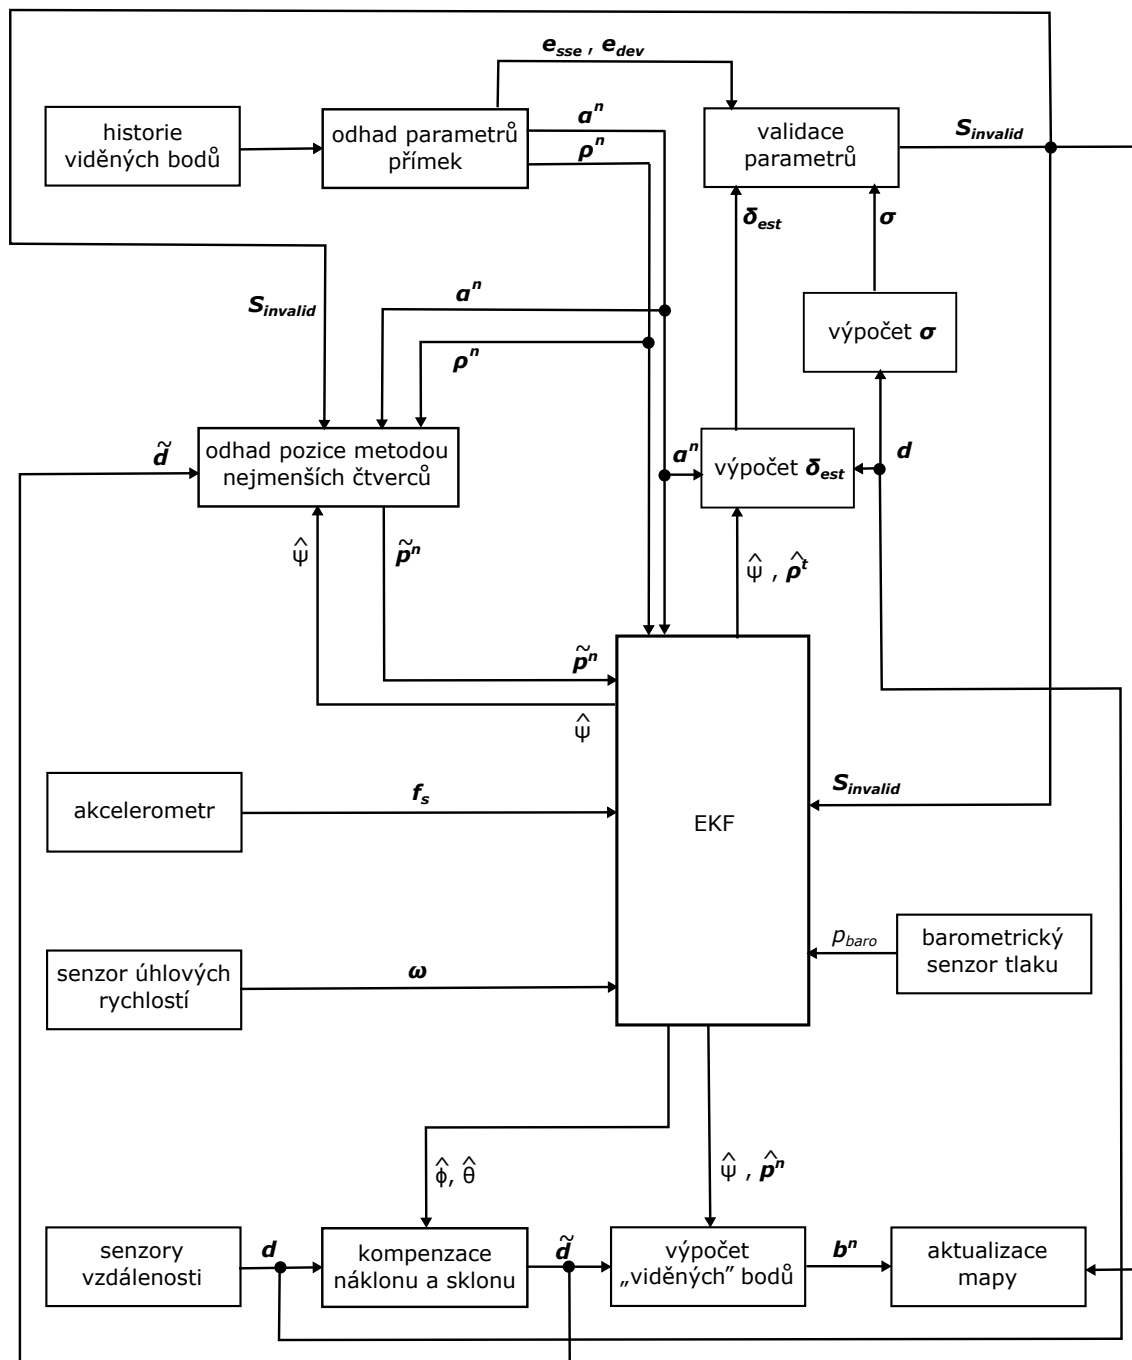 e_sse , e_dev
historie
viděných bodů
odhad parametrů
přímek
a^n
ρ^n
validace
parametrů
S_invalid
δ_est
σ
S_invalid
a^n
ρ^n
výpočet σ
d̃
odhad pozice metodou
nejmenších čtverců
a^n
výpočet δ_est
d
ψ̂
p̃^n
ψ̂ , ρ̂^t
p̃^n
ψ̂
akcelerometr
f_s
EKF
S_invalid
senzor úhlových
rychlostí
ω
p_baro
barometrický
senzor tlaku
ϕ̂, θ̂
ψ̂ , p̂^n
senzory
vzdálenosti
d
kompenzace
náklonu a sklonu
d̃
výpočet
„viděných” bodů
b^n
aktualizace
mapy